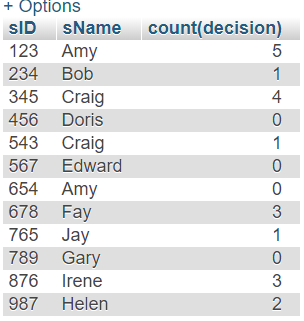 + Options
sID sName count(decision)
123 Amy 5
234 Bob 1
345 Craig 4
456 Doris 0
543 Craig 1
567 Edward 0
654 Amy 0
678 Fay 3
765 Jay 1
789 Gary 0
876 Irene 3
987 Helen 2